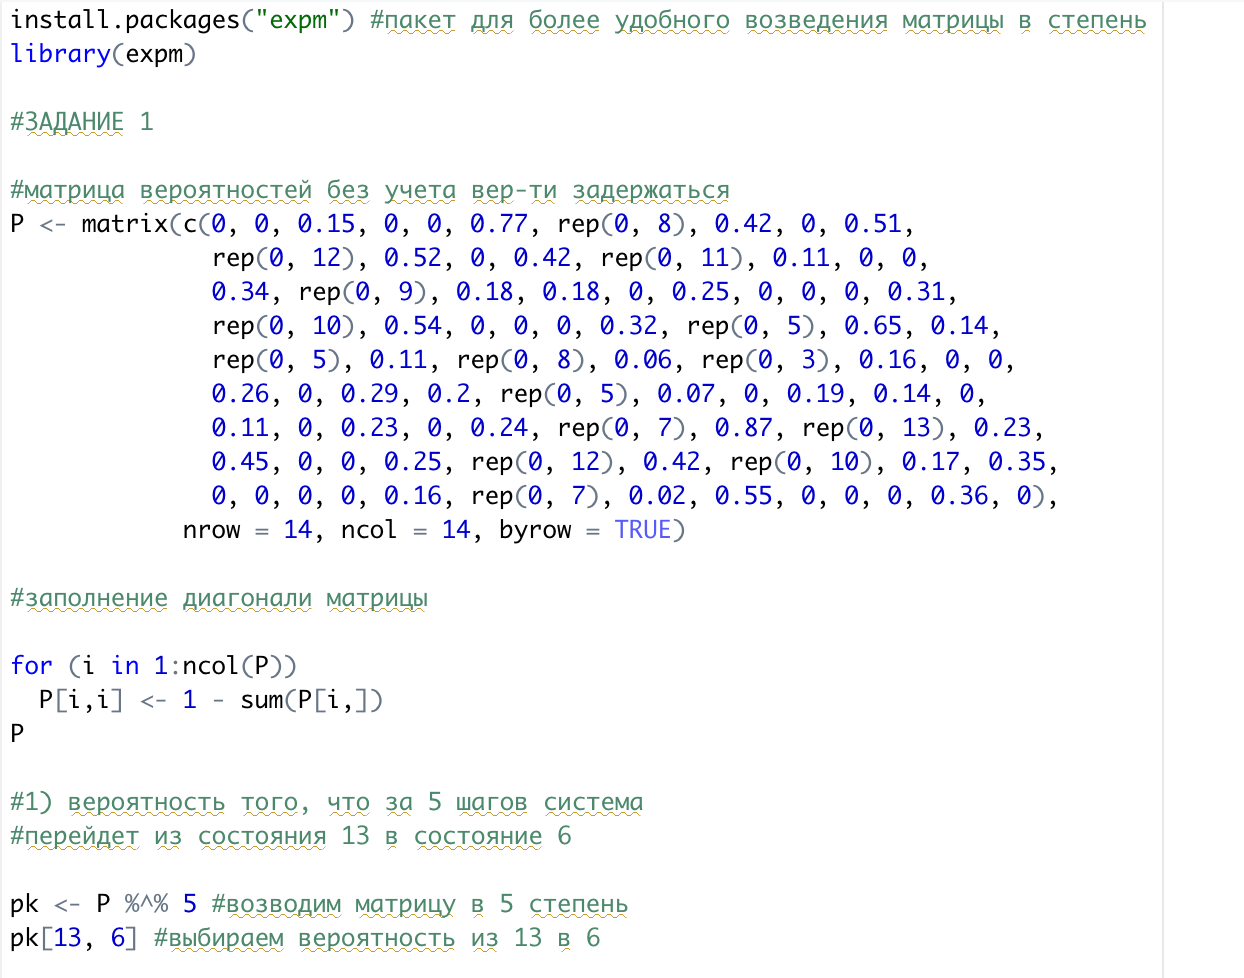 install.packages("expm") #пакет для более удобного возведения матрицы в степень
library(expm)
#ЗАДАНИЕ 1
#матрица вероятностей без учета вер-ти задержаться
P <- matrix(c(0, 0, 0.15, 0, 0, 0.77, rep(0, 8), 0.42, 0, 0.51,
rep(0, 12), 0.52, 0, 0.42, rep(0, 11), 0.11, 0, 0,
0.34, rep(0, 9), 0.18, 0.18, 0, 0.25, 0, 0, 0, 0.31,
rep(0, 10), 0.54, 0, 0, 0, 0.32, rep(0, 5), 0.65, 0.14,
rep(0, 5), 0.11, rep(0, 8), 0.06, rep(0, 3), 0.16, 0, 0,
0.26, 0, 0.29, 0.2, rep(0, 5), 0.07, 0, 0.19, 0.14, 0,
0.11, 0, 0.23, 0, 0.24, rep(0, 7), 0.87, rep(0, 13), 0.23,
0.45, 0, 0, 0.25, rep(0, 12), 0.42, rep(0, 10), 0.17, 0.35,
0, 0, 0, 0, 0.16, rep(0, 7), 0.02, 0.55, 0, 0, 0, 0.36, 0),
nrow = 14, ncol = 14, byrow = TRUE)
#заполнение диагонали матрицы
for (i in 1:ncol(P))
P[i,i] <- 1 - sum(P[i,])
P
#1) вероятность того, что за 5 шагов система
#перейдет из состояния 13 в состояние 6
pk <- P %^% 5 #возводим матрицу в 5 степень
pk[13, 6] #выбираем вероятность из 13 в 6